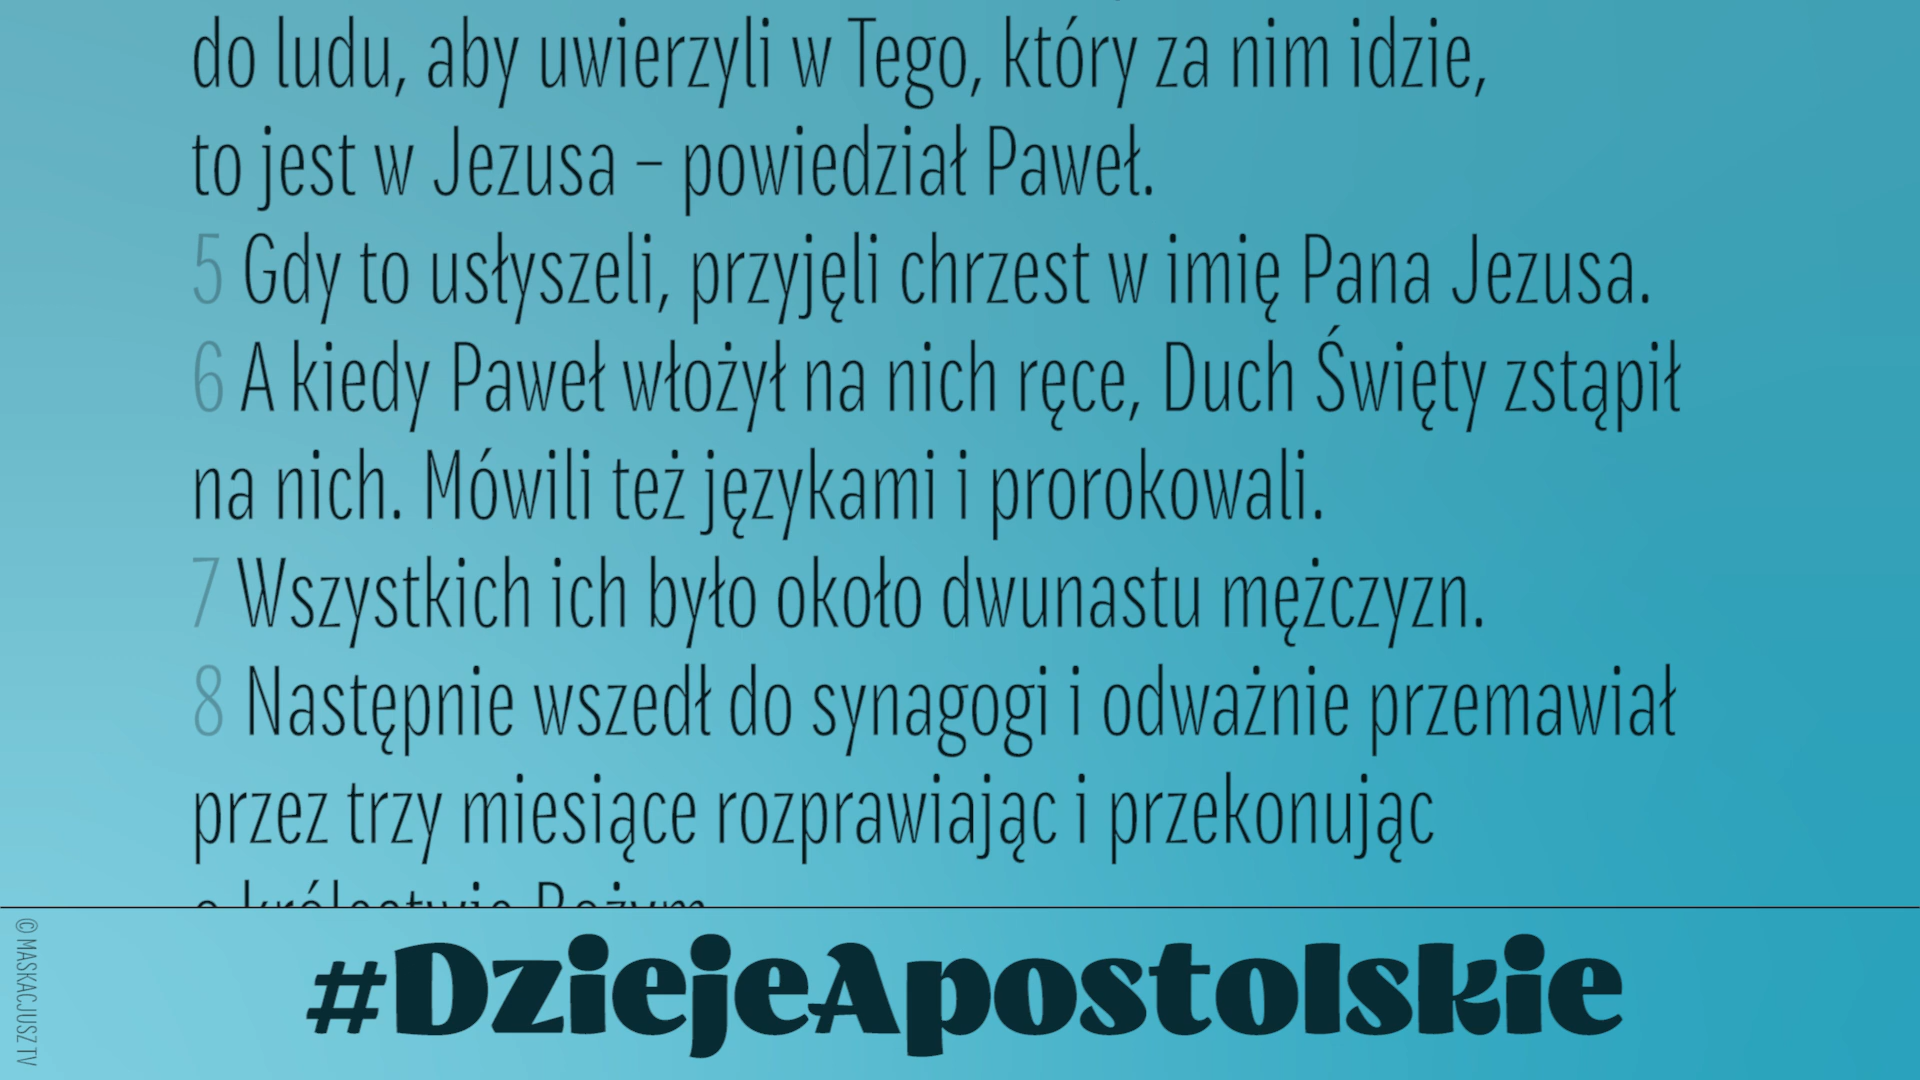 do ludu, aby uwierzyli w Tego, który za nim idzie,
to jest w Jezusa – powiedział Paweł.
5 Gdy to usłyszeli, przyjęli chrzest w imię Pana Jezusa.
6 A kiedy Paweł włożył na nich ręce, Duch Święty zstąpił
na nich. Mówili też językami i prorokowali.
7 Wszystkich ich było około dwunastu mężczyzn.
8 Następnie wszedł do synagogi i odważnie przemawiał
przez trzy miesiące rozprawiając i przekonując
o królestwie Bożym
#DziejeApostolskie
© MASKACJUSZ TV